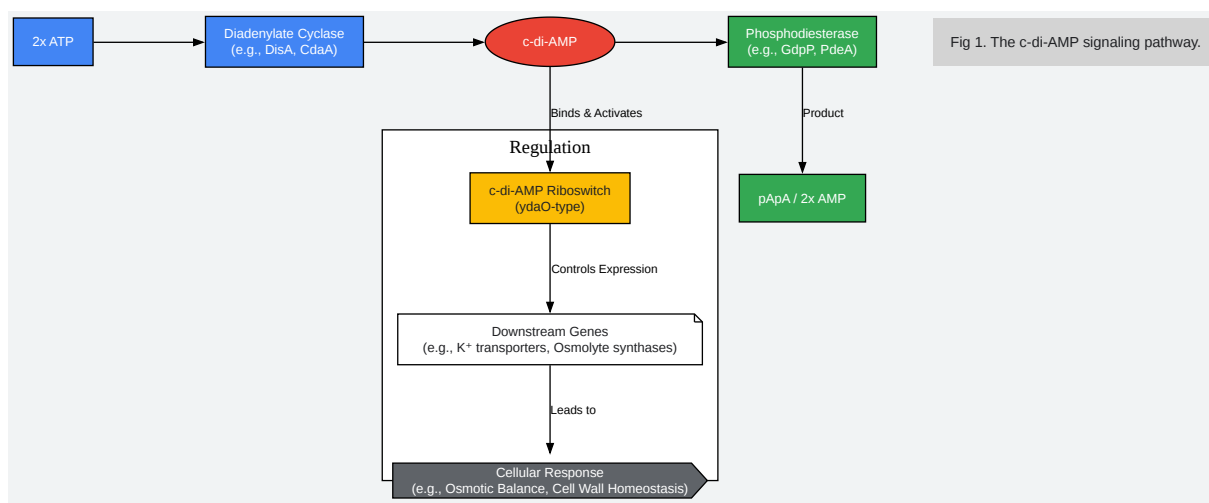 2x ATP
Diadenylate Cyclase
(e.g., DisA, CdaA)
c-di-AMP
Phosphodiesterase
(e.g., GdpP, PdeA)
Fig 1. The c-di-AMP signaling pathway.
Binds & Activates
Product
Regulation
c-di-AMP Riboswitch
(ydaO-type)
pApA / 2x AMP
Controls Expression
Downstream Genes
(e.g., K⁺ transporters, Osmolyte synthases)
Leads to
Cellular Response
(e.g., Osmotic Balance, Cell Wall Homeostasis)